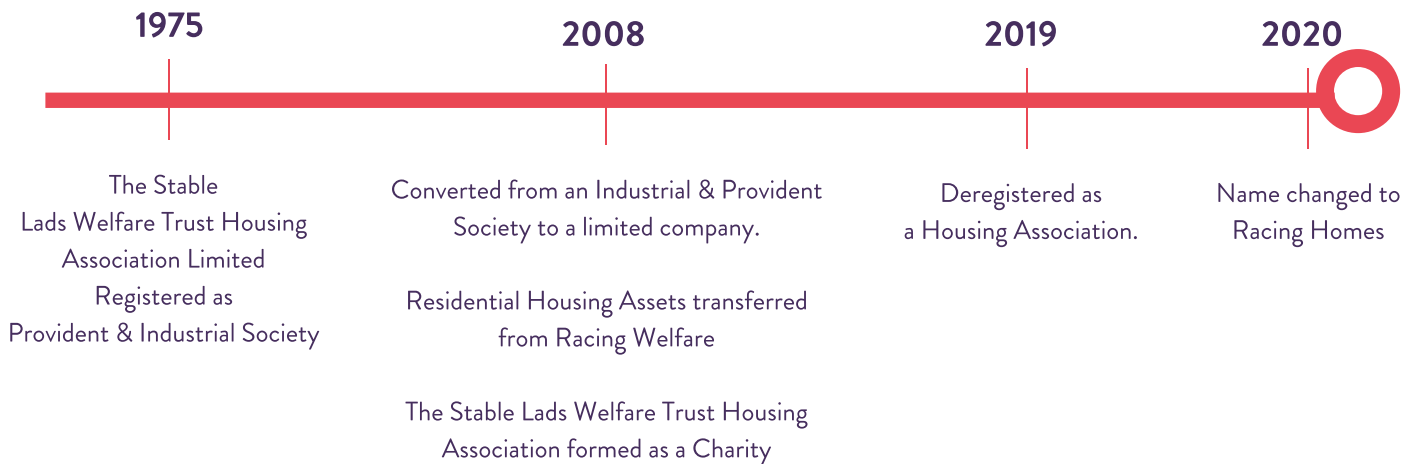 1975
The Stable
Lads Welfare Trust Housing
Association Limited
Registered as
Provident & Industrial Society
2008
Converted from an Industrial & Provident
Society to a limited company.
Residential Housing Assets transferred
from Racing Welfare
The Stable Lads Welfare Trust Housing
Association formed as a Charity
2019
Deregistered as
a Housing Association.
2020
Name changed to
Racing Homes